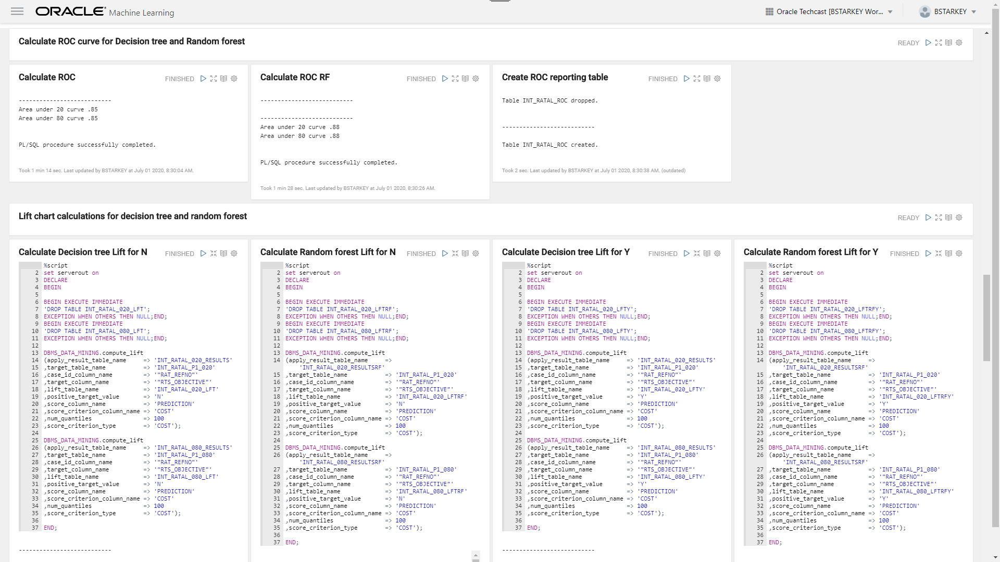 ORACLE Machine Learning
Oracle Techcast [BSTARKEY Wor...
BSTARKEY
Calculate ROC curve for Decision tree and Random forest
READY
Calculate ROC
FINISHED
---------------------------
Area under 20 curve .85
Area under 80 curve .85
PL/SQL procedure successfully completed.
Took 1 min 14 sec. Last updated by BSTARKEY at July 01 2020, 8:30:04 AM.
Calculate ROC RF
FINISHED
---------------------------
---------------------------
Area under 20 curve .88
Area under 80 curve .88
PL/SQL procedure successfully completed.
Took 1 min 28 sec. Last updated by BSTARKEY at July 01 2020, 8:30:26 AM.
Create ROC reporting table
FINISHED
Table INT_RATAL_ROC dropped.
---------------------------
Table INT_RATAL_ROC created.
Took 2 sec. Last updated by BSTARKEY at July 01 2020, 8:30:38 AM. (outdated)
Lift chart calculations for decision tree and random forest
READY
Calculate Decision tree Lift for N
FINISHED
%script
2 set serverout on
3 DECLARE
4 BEGIN
5
6 BEGIN EXECUTE IMMEDIATE
7 'DROP TABLE INT_RATAL_020_LFT';
8 EXCEPTION WHEN OTHERS THEN NULL;END;
9 BEGIN EXECUTE IMMEDIATE
10 'DROP TABLE INT_RATAL_080_LFT';
11 EXCEPTION WHEN OTHERS THEN NULL;END;
12
13 DBMS_DATA_MINING.compute_lift
14 (apply_result_table_name => 'INT_RATAL_020_RESULTS'
15 ,target_table_name => 'INT_RATAL_P1_020'
16 ,case_id_column_name => '"RAT_REFNO"'
17 ,target_column_name => '"RTS_OBJECTIVE"'
18 ,lift_table_name => 'INT_RATAL_020_LFT'
19 ,positive_target_value => 'N'
20 ,score_column_name => 'PREDICTION'
21 ,score_criterion_column_name => 'COST'
22 ,num_quantiles => 100
23 ,score_criterion_type => 'COST');
24
25 DBMS_DATA_MINING.compute_lift
26 (apply_result_table_name => 'INT_RATAL_080_RESULTS'
27 ,target_table_name => 'INT_RATAL_P1_080'
28 ,case_id_column_name => '"RAT_REFNO"'
29 ,target_column_name => '"RTS_OBJECTIVE"'
30 ,lift_table_name => 'INT_RATAL_080_LFT'
31 ,positive_target_value => 'N'
32 ,score_column_name => 'PREDICTION'
33 ,score_criterion_column_name => 'COST'
34 ,num_quantiles => 100
35 ,score_criterion_type => 'COST');
36
37 END;
---------------------------
Calculate Random forest Lift for N
FINISHED
%script
2 set serverout on
3 DECLARE
4 BEGIN
5
6 BEGIN EXECUTE IMMEDIATE
7 'DROP TABLE INT_RATAL_020_LFTRF';
8 EXCEPTION WHEN OTHERS THEN NULL;END;
9 BEGIN EXECUTE IMMEDIATE
10 'DROP TABLE INT_RATAL_080_LFTRF';
11 EXCEPTION WHEN OTHERS THEN NULL;END;
12
13 DBMS_DATA_MINING.compute_lift
14 (apply_result_table_name =>
'INT_RATAL_020_RESULTSRF'
15 ,target_table_name => 'INT_RATAL_P1_020'
16 ,case_id_column_name => '"RAT_REFNO"'
17 ,target_column_name => '"RTS_OBJECTIVE"'
18 ,lift_table_name => 'INT_RATAL_020_LFTRF'
19 ,positive_target_value => 'N'
20 ,score_column_name => 'PREDICTION'
21 ,score_criterion_column_name => 'COST'
22 ,num_quantiles => 100
23 ,score_criterion_type => 'COST');
24
25 DBMS_DATA_MINING.compute_lift
26 (apply_result_table_name =>
'INT_RATAL_080_RESULTSRF'
27 ,target_table_name => 'INT_RATAL_P1_080'
28 ,case_id_column_name => '"RAT_REFNO"'
29 ,target_column_name => '"RTS_OBJECTIVE"'
30 ,lift_table_name => 'INT_RATAL_080_LFTRF'
31 ,positive_target_value => 'N'
32 ,score_column_name => 'PREDICTION'
33 ,score_criterion_column_name => 'COST'
34 ,num_quantiles => 100
35 ,score_criterion_type => 'COST');
36
37 END;
Calculate Decision tree Lift for Y
FINISHED
%script
2 set serverout on
3 DECLARE
4 BEGIN
5
6 BEGIN EXECUTE IMMEDIATE
7 'DROP TABLE INT_RATAL_020_LFTY';
8 EXCEPTION WHEN OTHERS THEN NULL;END;
9 BEGIN EXECUTE IMMEDIATE
10 'DROP TABLE INT_RATAL_080_LFTY';
11 EXCEPTION WHEN OTHERS THEN NULL;END;
12
13 DBMS_DATA_MINING.compute_lift
14 (apply_result_table_name => 'INT_RATAL_020_RESULTS'
15 ,target_table_name => 'INT_RATAL_P1_020'
16 ,case_id_column_name => '"RAT_REFNO"'
17 ,target_column_name => '"RTS_OBJECTIVE"'
18 ,lift_table_name => 'INT_RATAL_020_LFTY'
19 ,positive_target_value => 'Y'
20 ,score_column_name => 'PREDICTION'
21 ,score_criterion_column_name => 'COST'
22 ,num_quantiles => 100
23 ,score_criterion_type => 'COST');
24
25 DBMS_DATA_MINING.compute_lift
26 (apply_result_table_name => 'INT_RATAL_080_RESULTS'
27 ,target_table_name => 'INT_RATAL_P1_080'
28 ,case_id_column_name => '"RAT_REFNO"'
29 ,target_column_name => '"RTS_OBJECTIVE"'
30 ,lift_table_name => 'INT_RATAL_080_LFTY'
31 ,positive_target_value => 'Y'
32 ,score_column_name => 'PREDICTION'
33 ,score_criterion_column_name => 'COST'
34 ,num_quantiles => 100
35 ,score_criterion_type => 'COST');
36
37 END;
---------------------------
Calculate Random forest Lift for Y
FINISHED
%script
2 set serverout on
3 DECLARE
4 BEGIN
5
6 BEGIN EXECUTE IMMEDIATE
7 'DROP TABLE INT_RATAL_020_LFTRFY';
8 EXCEPTION WHEN OTHERS THEN NULL;END;
9 BEGIN EXECUTE IMMEDIATE
10 'DROP TABLE INT_RATAL_080_LFTRFY';
11 EXCEPTION WHEN OTHERS THEN NULL;END;
12
13 DBMS_DATA_MINING.compute_lift
14 (apply_result_table_name =>
'INT_RATAL_020_RESULTSRF'
15 ,target_table_name => 'INT_RATAL_P1_020'
16 ,case_id_column_name => '"RAT_REFNO"'
17 ,target_column_name => '"RTS_OBJECTIVE"'
18 ,lift_table_name => 'INT_RATAL_020_LFTRFY'
19 ,positive_target_value => 'Y'
20 ,score_column_name => 'PREDICTION'
21 ,score_criterion_column_name => 'COST'
22 ,num_quantiles => 100
23 ,score_criterion_type => 'COST');
24
25 DBMS_DATA_MINING.compute_lift
26 (apply_result_table_name =>
'INT_RATAL_080_RESULTSRF'
27 ,target_table_name => 'INT_RATAL_P1_080'
28 ,case_id_column_name => '"RAT_REFNO"'
29 ,target_column_name => '"RTS_OBJECTIVE"'
30 ,lift_table_name => 'INT_RATAL_080_LFTRFY'
31 ,positive_target_value => 'Y'
32 ,score_column_name => 'PREDICTION'
33 ,score_criterion_column_name => 'COST'
34 ,num_quantiles => 100
35 ,score_criterion_type => 'COST');
36
37 END;